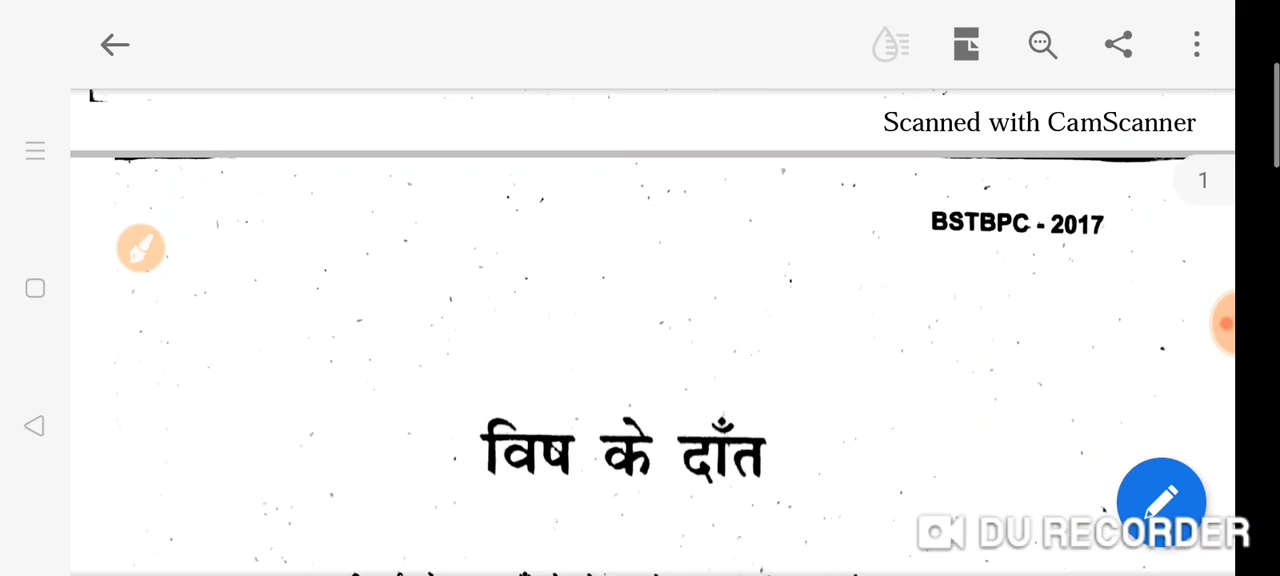 Scanned with CamScanner
1
BSTBPC - 2017
विष के दाँत
DU RECORDER